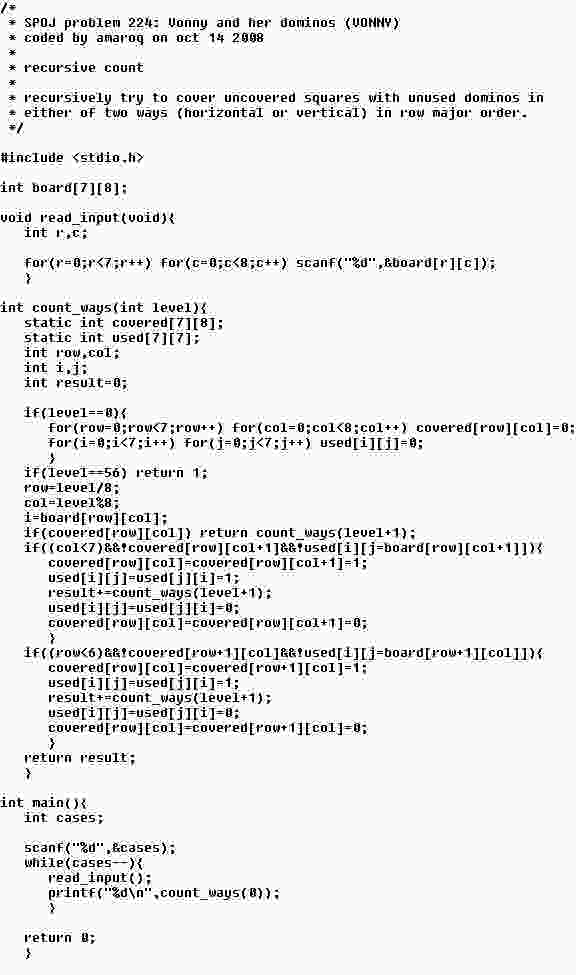 /*
 * SPOJ problem 224: Vonny and her dominos (VONNY)
 * coded by amaroq on oct 14 2008
 *
 * recursive count
 *
 * recursively try to cover uncovered squares with unused dominos in
 * either of two ways (horizontal or vertical) in row major order.
 */

#include <stdio.h>

int board[7][8];

void read_input(void){
   int r,c;

   for(r=0;r<7;r++) for(c=0;c<8;c++) scanf("%d",&board[r][c]);
   }

int count_ways(int level){
   static int covered[7][8];
   static int used[7][7];
   int row,col;
   int i,j;
   int result=0;

   if(level==0){
      for(row=0;row<7;row++) for(col=0;col<8;col++) covered[row][col]=0;
      for(i=0;i<7;i++) for(j=0;j<7;j++) used[i][j]=0;
      }
   if(level==56) return 1;
   row=level/8;
   col=level%8;
   i=board[row][col];
   if(covered[row][col]) return count_ways(level+1);
   if((col<7)&&!covered[row][col+1]&&!used[i][j=board[row][col+1]]){
      covered[row][col]=covered[row][col+1]=1;
      used[i][j]=used[j][i]=1;
      result+=count_ways(level+1);
      used[i][j]=used[j][i]=0;
      covered[row][col]=covered[row][col+1]=0;
      }
   if((row<6)&&!covered[row+1][col]&&!used[i][j=board[row+1][col]]){
      covered[row][col]=covered[row+1][col]=1;
      used[i][j]=used[j][i]=1;
      result+=count_ways(level+1);
      used[i][j]=used[j][i]=0;
      covered[row][col]=covered[row+1][col]=0;
      }
   return result;
   }

int main(){
   int cases;

   scanf("%d",&cases);
   while(cases--){
      read_input();
      printf("%d\n",count_ways(0));
      }

   return 0;
   }